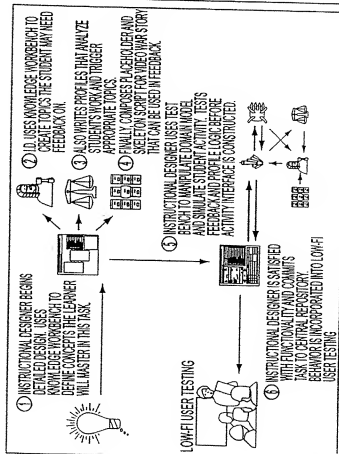 ① INSTRUCTIONAL DESIGNER BEGINS
DETAILED DESIGN. USES
KNOWLEDGE WORKBENCH TO
DEFINE CONCEPTS THE LEARNER
WILL MASTER IN THIS TASK.
② I.D. USES KNOWLEDGE WORKBENCH TO
CREATE TOPICS THE STUDENT MAY NEED
FEEDBACK ON.
③ ALSO WRITES PROFILES THAT ANALYZE
STUDENT'S WORK AND TRIGGER
APPROPRIATE TOPICS.
④ FINALLY, COMPOSES PLACEHOLDER AND
SKELETON SCRIPT FOR VIDEO WAR STORY
THAT CAN BE USED IN FEEDBACK.
⑤ INSTRUCTIONAL DESIGNER USES TEST
BENCH TO MANIPULATE DOMAIN MODEL
AND SIMULATE STUDENT ACTIVITY. TESTS
FEEDBACK AND PROFILE LOGIC BEFORE
ACTIVITY INTERFACE IS CONSTRUCTED.
LOW-FI USER TESTING
⑥ INSTRUCTIONAL DESIGNER IS SATISFIED
WITH FUNCTIONALITY AND COMMITS
TASK TO CENTRAL REPOSITORY.
BEHAVIOR IS INCORPORATED INTO LOW-FI
USER TESTING